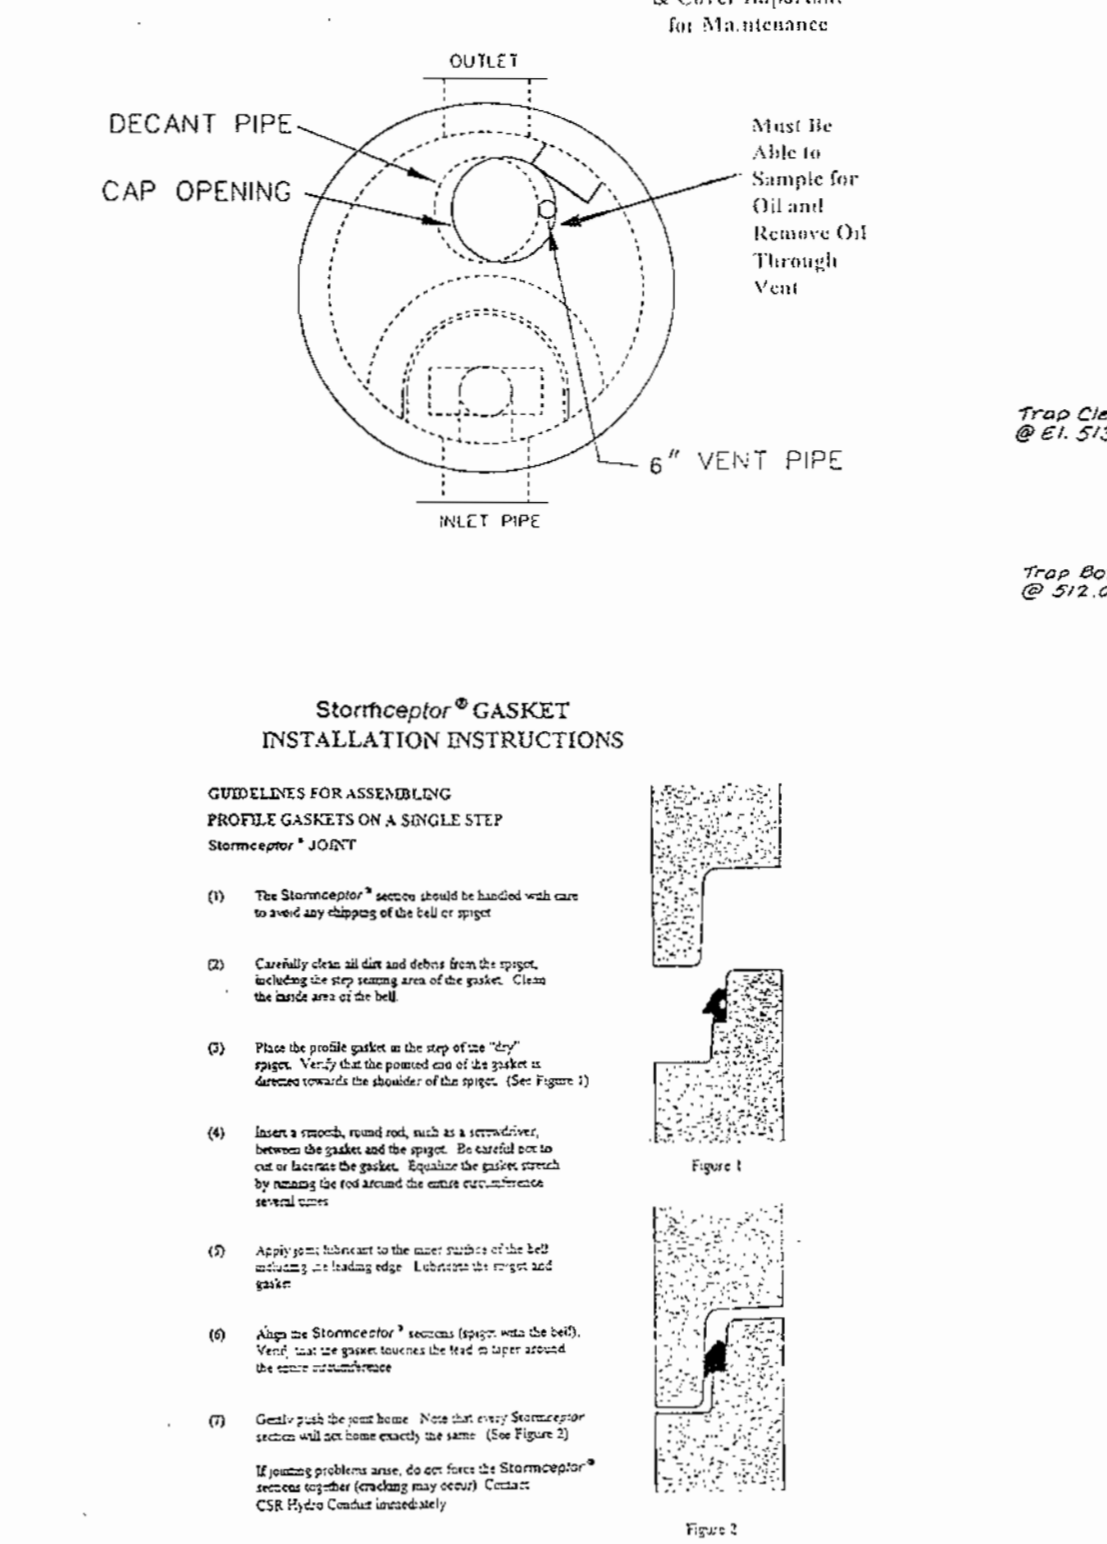 & Cover Important
for Maintenance
OUTLET
DECANT PIPE
CAP OPENING
Must Be
Able to
Sample for
Oil and
Remove Oil
Through
Vent
6" VENT PIPE
INLET PIPE
Trap Cle
@ El. 513
Trap Bo
@ 512.0
Stormceptor® GASKET
INSTALLATION INSTRUCTIONS
GUIDELINES FOR ASSEMBLING
PROFILE GASKETS ON A SINGLE STEP
Stormceptor® JOINT
(1) The Stormceptor® section should be handled with care
to avoid any chipping of the bell or spigot
(2) Carefully clean all dirt and debris from the spigot,
including the step seating area of the gasket. Clean
the inside area of the bell.
(3) Place the profile gasket in the step of the "dry"
spigot. Verify that the pointed end of the gasket is
directed towards the shoulder of the spigot. (See Figure 1)
(4) Insert a smooth, round rod, such as a screwdriver,
between the gasket and the spigot. Be careful not to
cut or lacerate the gasket. Equalize the gasket stretch
by running the rod around the entire circumference
several times
(5) Apply joint lubricant to the inner surface of the bell
including the leading edge. Lubricate the spigot and
gasket
(6) Align the Stormceptor® sections (spigot with the bell).
Verify that the gasket touches the lead in taper around
the entire circumference
(7) Gently push the joint home. Note that every Stormceptor
section will not home exactly the same (See Figure 2)
If jointing problems arise, do not force the Stormceptor®
sections together (cracking may occur) Contact
CSR Hydro Conduit immediately
Figure 1
Figure 2